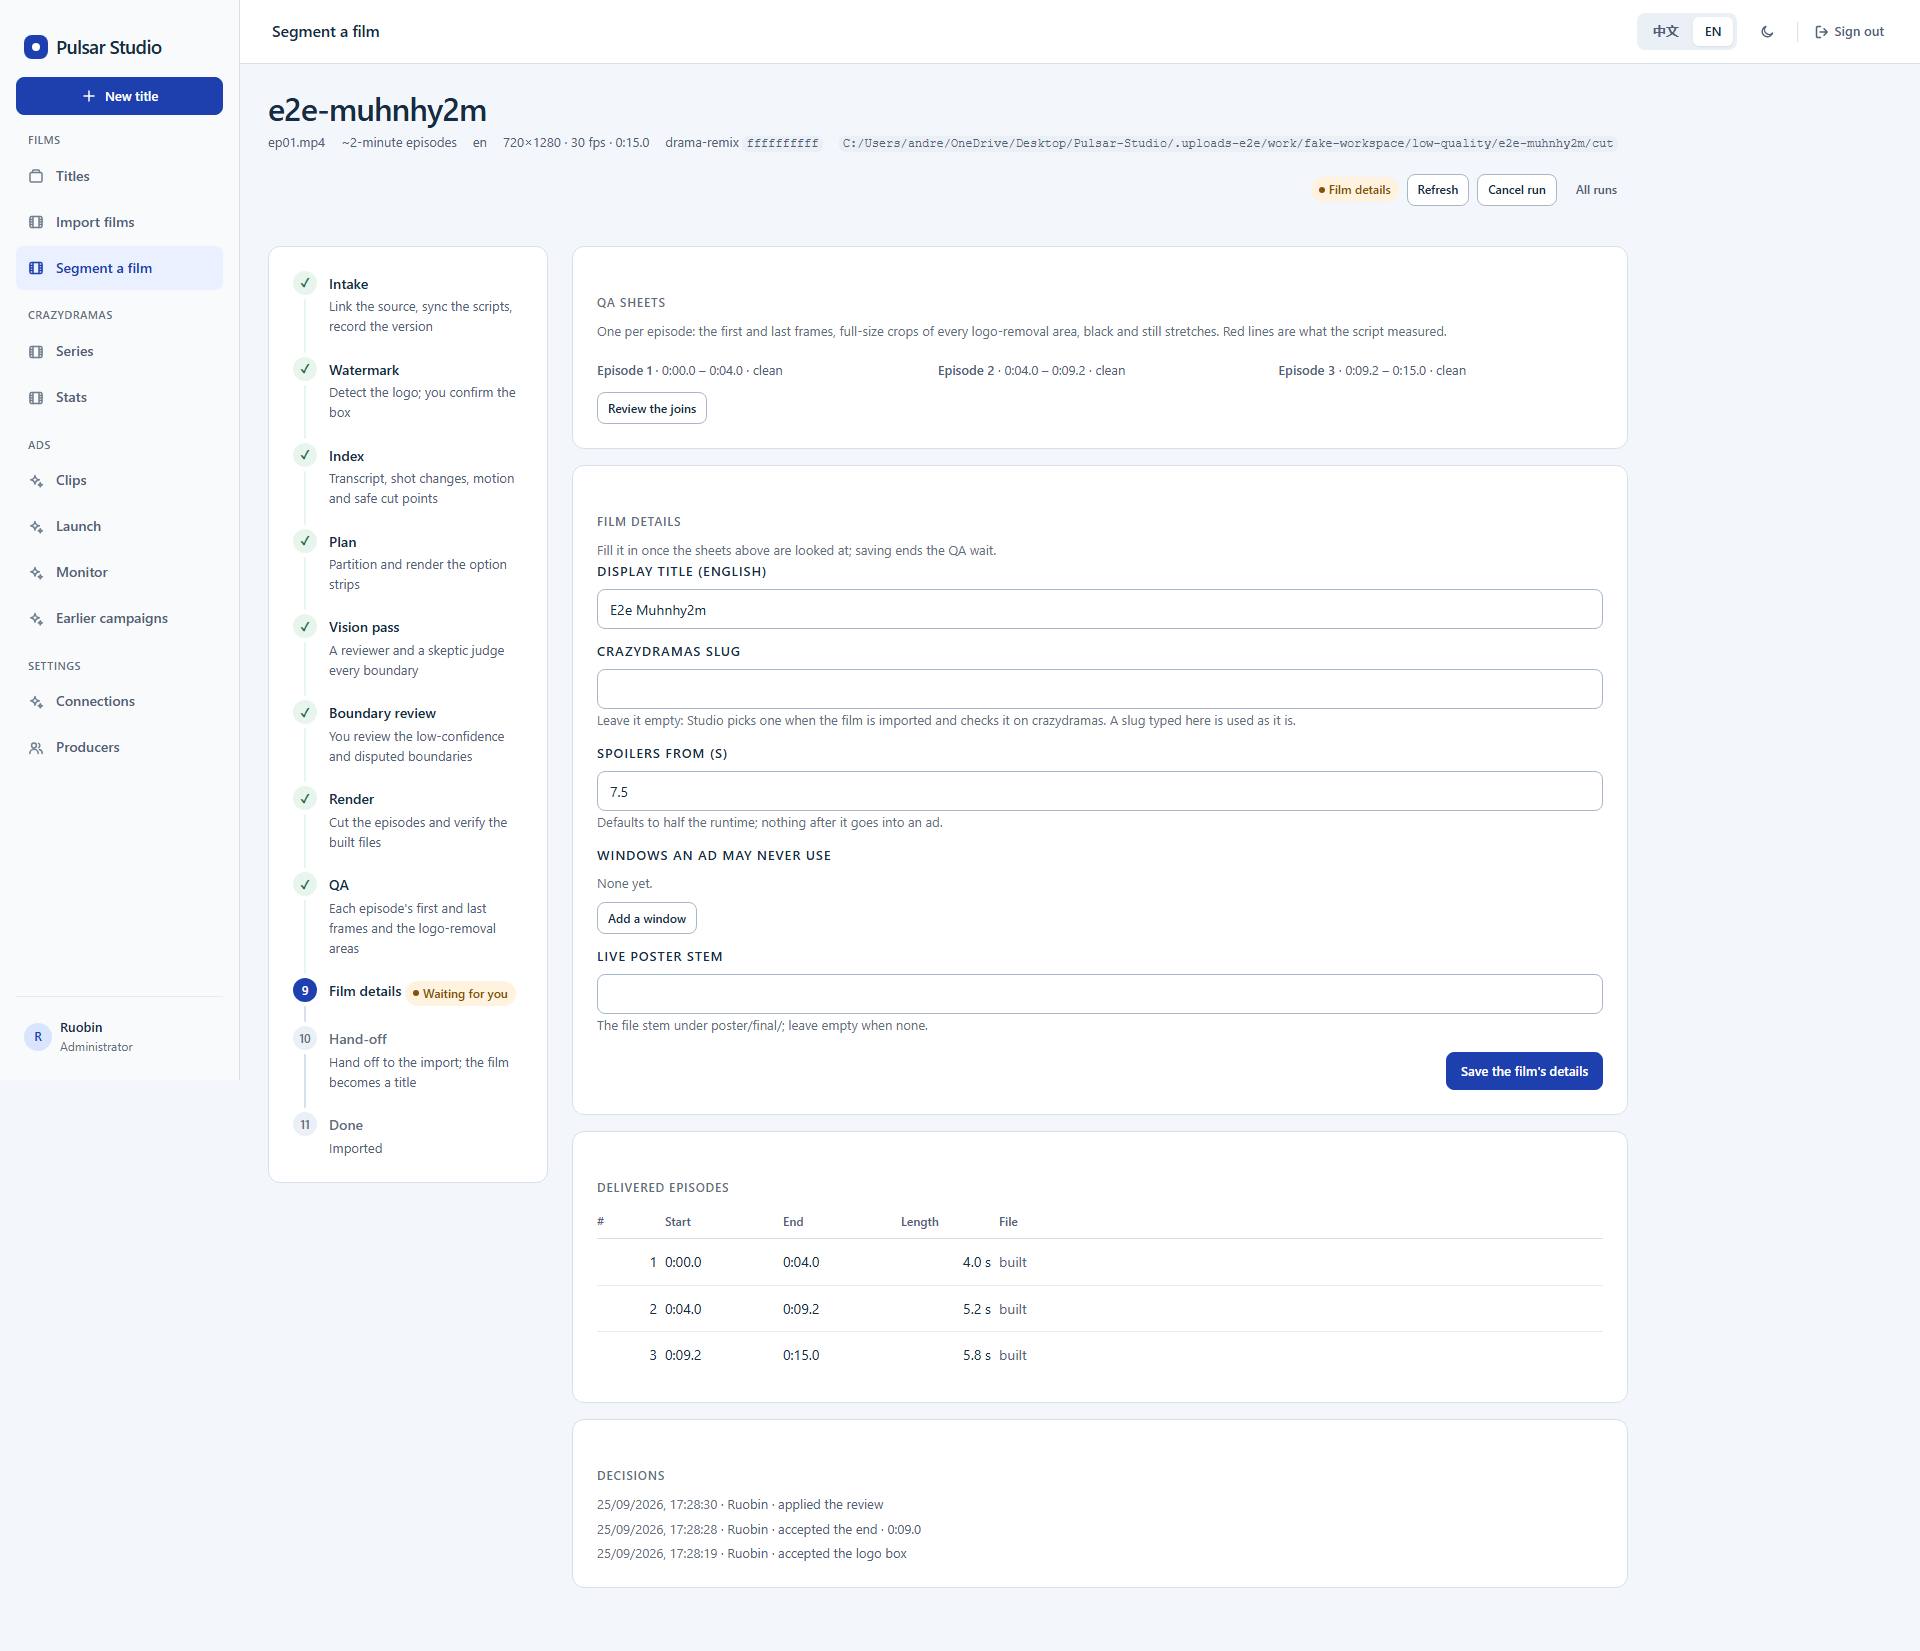 Pulsar Studio
New title
FILMS
Titles
Import films
Segment a film
CRAZYDRAMAS
Series
Stats
ADS
Clips
Launch
Monitor
Earlier campaigns
SETTINGS
Connections
Producers
R
Ruobin
Administrator
Segment a film
中文 EN
Sign out
e2e-muhnhy2m
ep01.mp4 ~2-minute episodes en 720×1280 · 30 fps · 0:15.0 drama-remix ffffffffff C:/Users/andre/OneDrive/Desktop/Pulsar-Studio/.uploads-e2e/work/fake-workspace/low-quality/e2e-muhnhy2m/cut
Film details Refresh Cancel run All runs
Intake
Link the source, sync the scripts,
record the version
Watermark
Detect the logo; you confirm the
box
Index
Transcript, shot changes, motion
and safe cut points
Plan
Partition and render the option
strips
Vision pass
A reviewer and a skeptic judge
every boundary
Boundary review
You review the low-confidence
and disputed boundaries
Render
Cut the episodes and verify the
built files
QA
Each episode's first and last
frames and the logo-removal
areas
9 Film details Waiting for you
10 Hand-off
Hand off to the import; the film
becomes a title
11 Done
Imported
QA SHEETS
One per episode: the first and last frames, full-size crops of every logo-removal area, black and still stretches. Red lines are what the script measured.
Episode 1 · 0:00.0 – 0:04.0 · clean
Episode 2 · 0:04.0 – 0:09.2 · clean
Episode 3 · 0:09.2 – 0:15.0 · clean
Review the joins
FILM DETAILS
Fill it in once the sheets above are looked at; saving ends the QA wait.
DISPLAY TITLE (ENGLISH)
E2e Muhnhy2m
CRAZYDRAMAS SLUG
Leave it empty: Studio picks one when the film is imported and checks it on crazydramas. A slug typed here is used as it is.
SPOILERS FROM (S)
7.5
Defaults to half the runtime; nothing after it goes into an ad.
WINDOWS AN AD MAY NEVER USE
None yet.
Add a window
LIVE POSTER STEM
The file stem under poster/final/; leave empty when none.
Save the film's details
DELIVERED EPISODES
# Start End Length File
1 0:00.0 0:04.0 4.0 s built
2 0:04.0 0:09.2 5.2 s built
3 0:09.2 0:15.0 5.8 s built
DECISIONS
25/09/2026, 17:28:30 · Ruobin · applied the review
25/09/2026, 17:28:28 · Ruobin · accepted the end · 0:09.0
25/09/2026, 17:28:19 · Ruobin · accepted the logo box